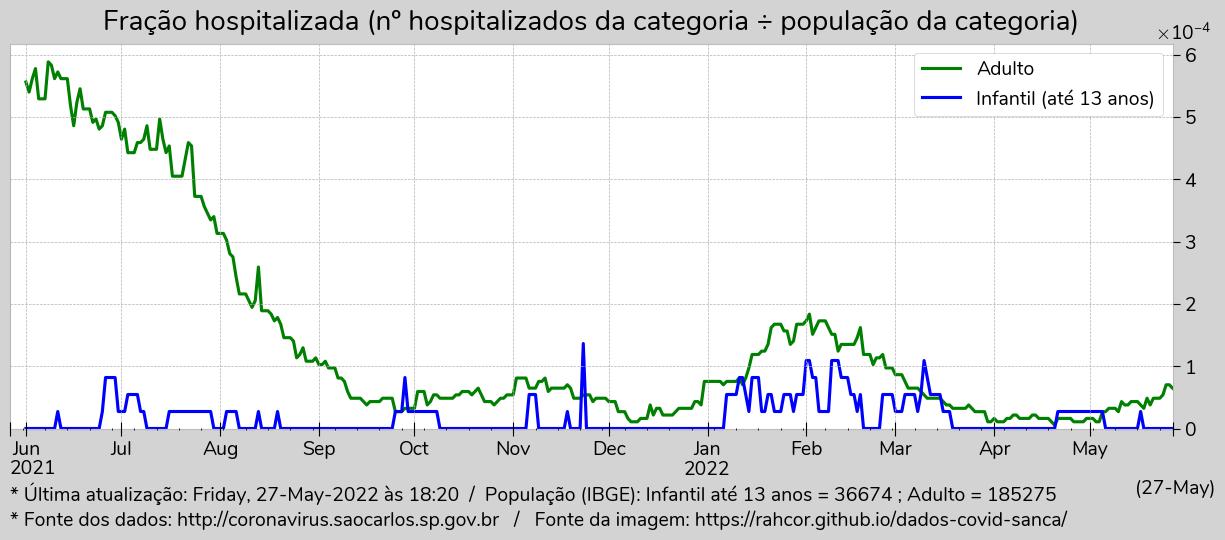 Fração hospitalizada (nº hospitalizados da categoria ÷ população da categoria)
×10⁻⁴
Adulto
Infantil (até 13 anos)
6
5
4
3
2
1
0
Jun Jul Aug Sep Oct Nov Dec Jan Feb Mar Apr May
2021 2022
(27-May)
* Última atualização: Friday, 27-May-2022 às 18:20 / População (IBGE): Infantil até 13 anos = 36674 ; Adulto = 185275
* Fonte dos dados: http://coronavirus.saocarlos.sp.gov.br / Fonte da imagem: https://rahcor.github.io/dados-covid-sanca/